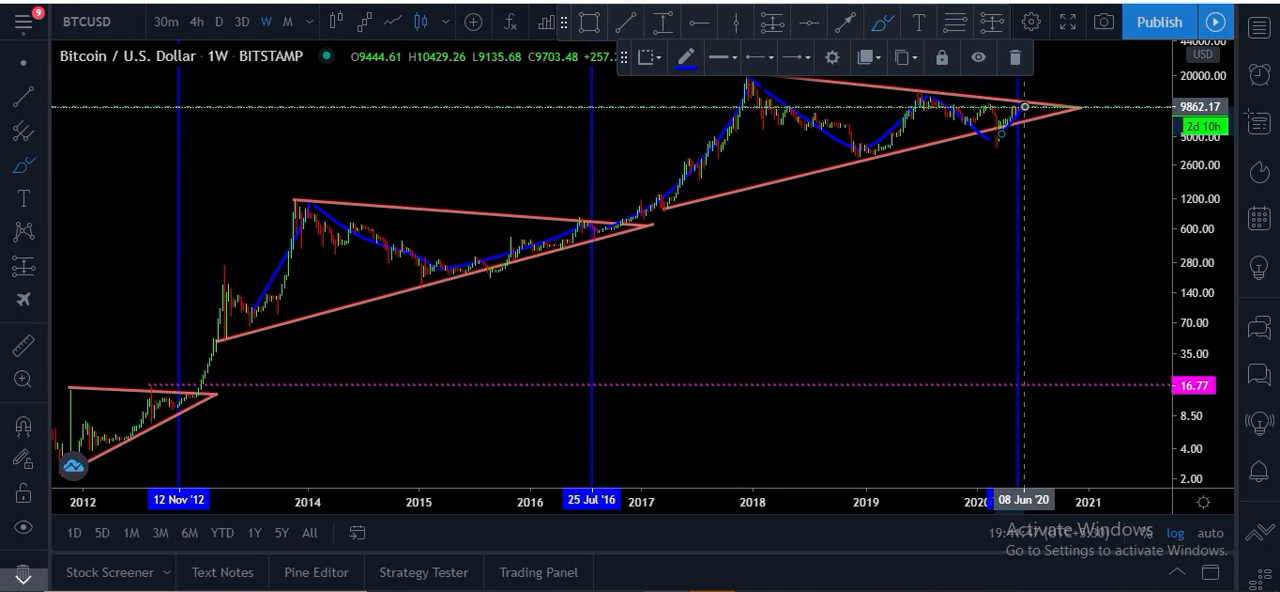 9 BTCUSD 30m 4h D 3D W M Publish
Bitcoin / U.S. Dollar · 1W · BITSTAMP O9444.61 H10429.26 L9135.68 C9703.48 +257.
44000.00
USD
20000.00
9862.17
2d 10h
5000.00
2600.00
1200.00
600.00
280.00
140.00
70.00
35.00
16.77
8.50
4.00
2.00
2012 12 Nov '12 2014 2015 2016 25 Jul '16 2017 2018 2019 2020 08 Jun '20 2021
1D 5D 1M 3M 6M YTD 1Y 5Y All % log auto
Activate Windows
Go to Settings to activate Windows.
Stock Screener Text Notes Pine Editor Strategy Tester Trading Panel